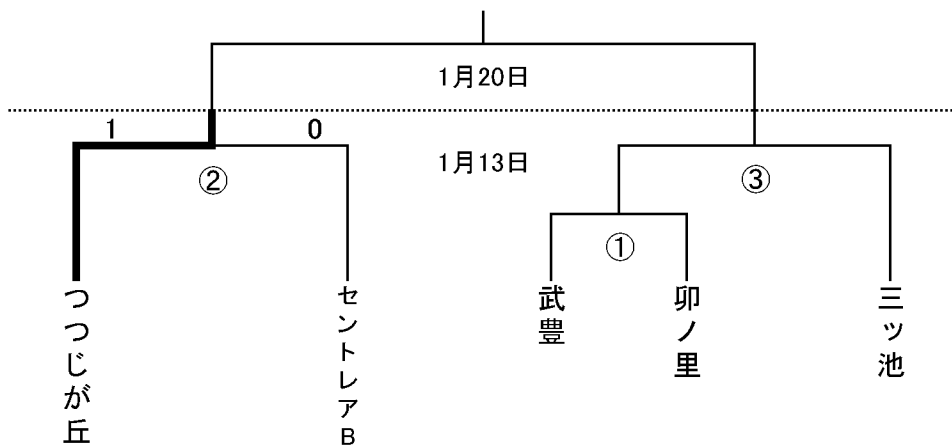 1月20日
1 0
1月13日
② ③
①
つつじが丘
セントレアB
武豊
卯ノ里
三ッ池